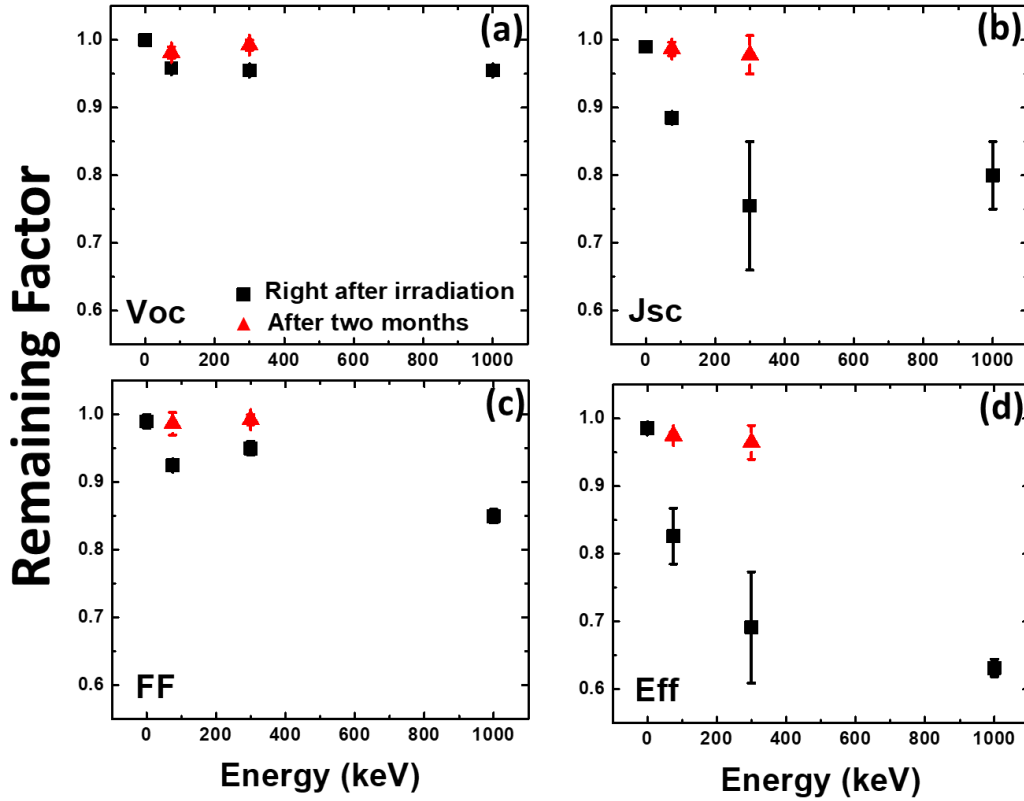 Remaining Factor
(a)
1.0
0.9
0.8
0.7
0.6
Voc
Right after irradiation
After two months
0 200 400 600 800 1000
(b)
1.0
0.9
0.8
0.7
0.6
Jsc
0 200 400 600 800 1000
(c)
1.0
0.9
0.8
0.7
0.6
FF
0 200 400 600 800 1000
Energy (keV)
(d)
1.0
0.9
0.8
0.7
0.6
Eff
0 200 400 600 800 1000
Energy (keV)